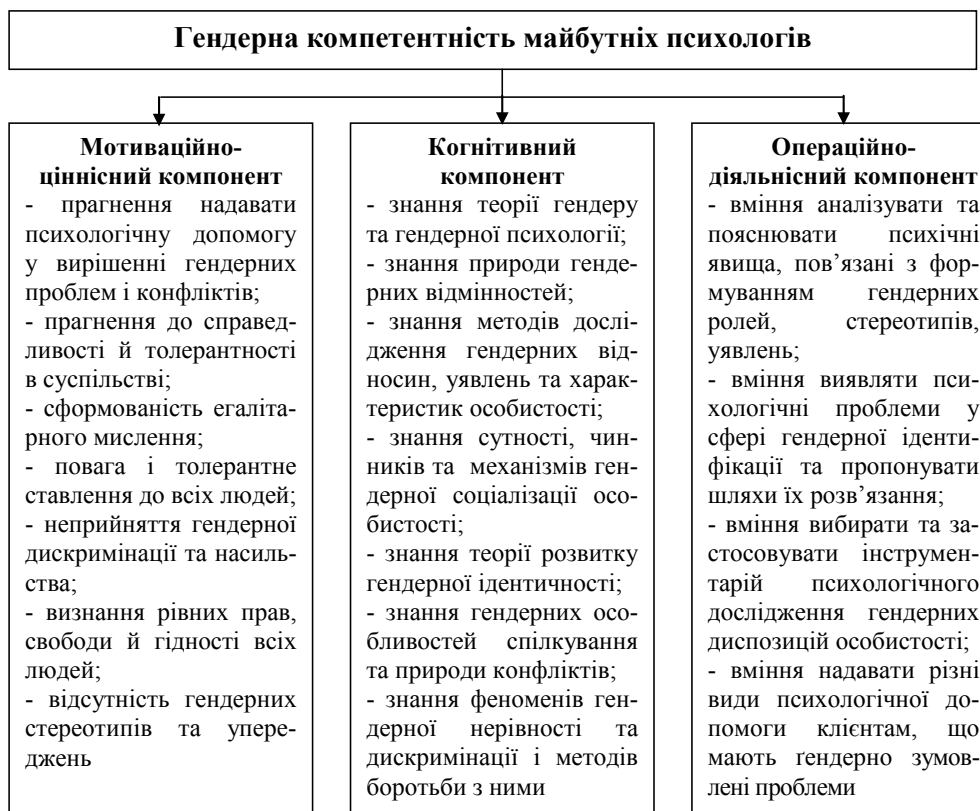 Гендерна компетентність майбутніх психологів
Мотиваційно-
ціннісний компонент
- прагнення надавати
психологічну допомогу
у вирішенні гендерних
проблем і конфліктів;
- прагнення до справед-
ливості й толерантності
в суспільстві;
- сформованість егаліта-
рного мислення;
- повага і толерантне
ставлення до всіх людей;
- неприйняття гендерної
дискримінації та насиль-
ства;
- визнання рівних прав,
свободи й гідності всіх
людей;
- відсутність гендерних
стереотипів та упере-
джень
Когнітивний
компонент
- знання теорії гендеру
та гендерної психології;
- знання природи генде-
рних відмінностей;
- знання методів дослі-
дження гендерних від-
носин, уявлень та харак-
теристик особистості;
- знання сутності, чин-
ників та механізмів ген-
дерної соціалізації осо-
бистості;
- знання теорії розвитку
гендерної ідентичності;
- знання гендерних осо-
бливостей спілкування
та природи конфліктів;
- знання феноменів ген-
дерної нерівності та
дискримінації і методів
боротьби з ними
Операційно-
діяльнісний компонент
- вміння аналізувати та
пояснювати психічні
явища, пов’язані з фор-
муванням гендерних
ролей, стереотипів,
уявлень;
- вміння виявляти пси-
хологічні проблеми у
сфері гендерної іденти-
фікації та пропонувати
шляхи їх розв’язання;
- вміння вибирати та за-
стосовувати інструмен-
тарій психологічного
дослідження гендерних
диспозицій особистості;
- вміння надавати різні
види психологічної до-
помоги клієнтам, що
мають ґендерно зумов-
лені проблеми